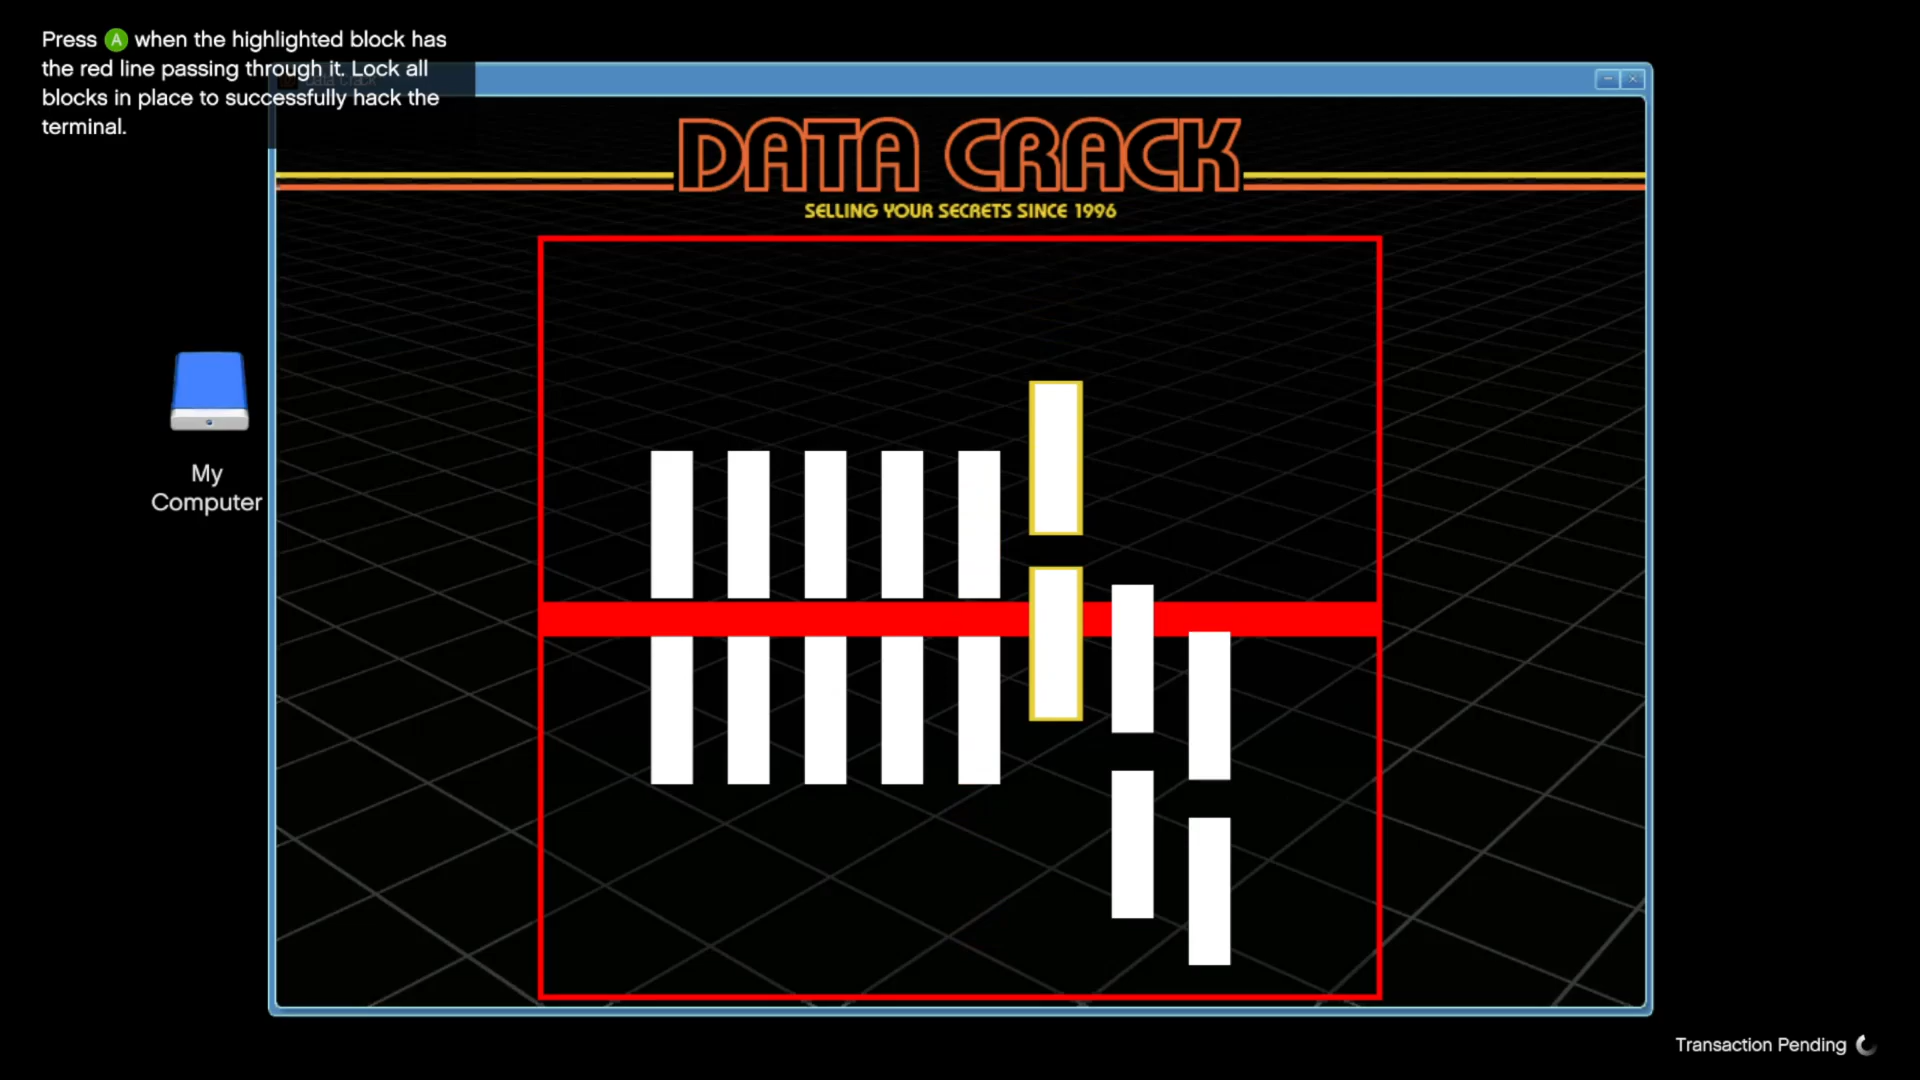 Press A when the highlighted block has
the red line passing through it. Lock all
blocks in place to successfully hack the
terminal.
DATA CRACK
SELLING YOUR SECRETS SINCE 1996
My
Computer
Transaction Pending